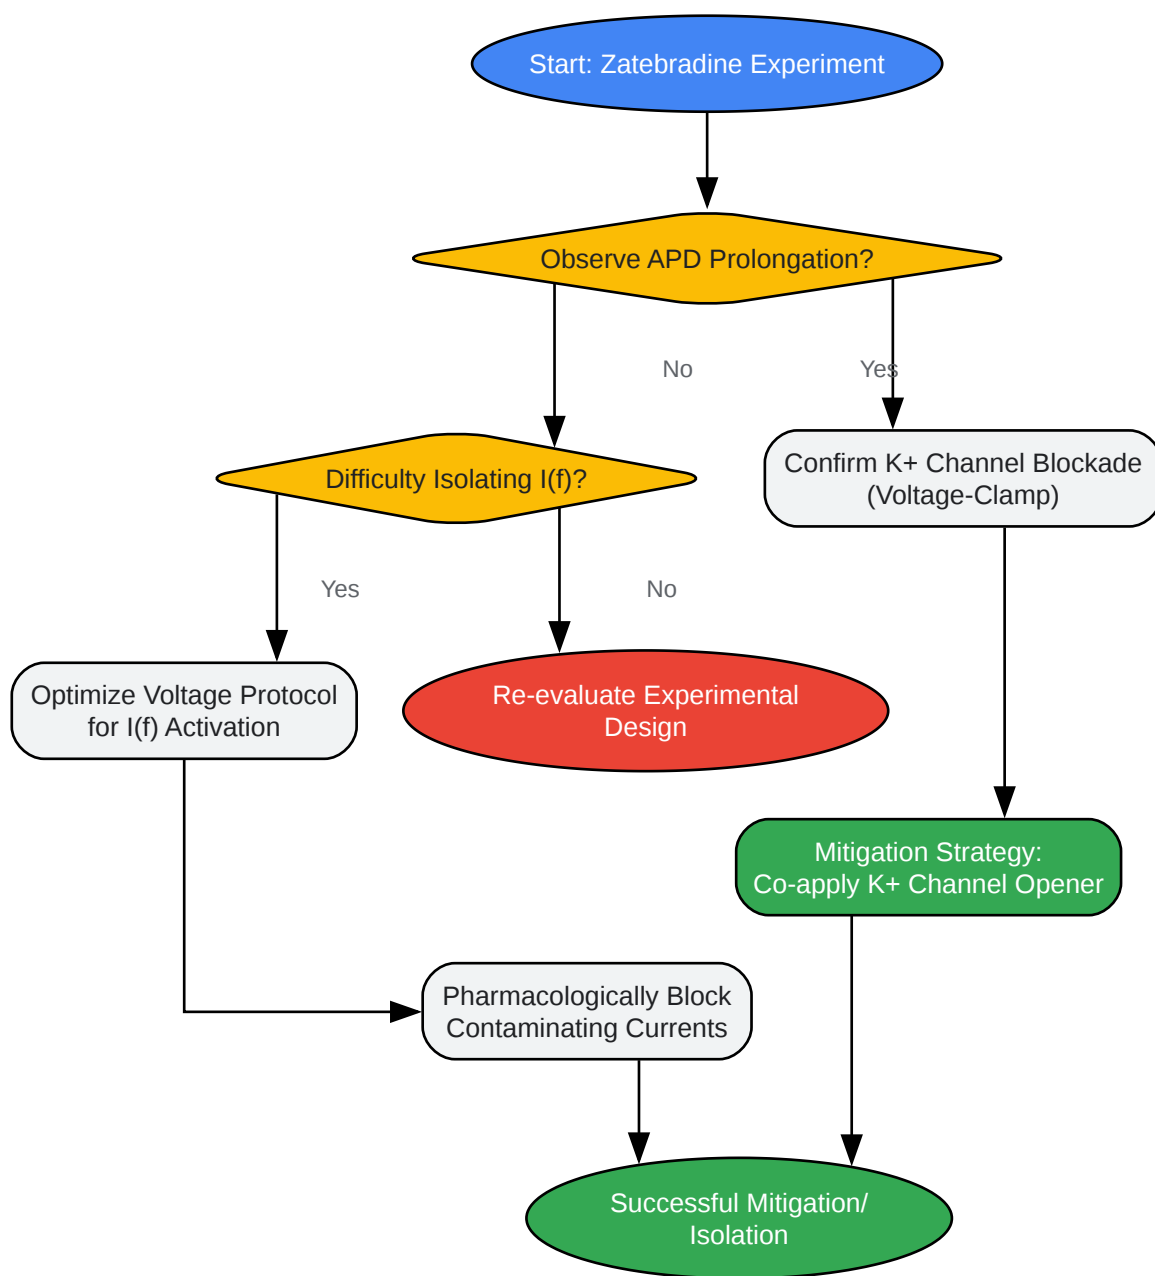 Start: Zatebradine Experiment
Observe APD Prolongation?
No
Yes
Confirm K+ Channel Blockade
(Voltage-Clamp)
Difficulty Isolating I(f)?
Yes
No
Optimize Voltage Protocol
for I(f) Activation
Re-evaluate Experimental
Design
Mitigation Strategy:
Co-apply K+ Channel Opener
Pharmacologically Block
Contaminating Currents
Successful Mitigation/
Isolation